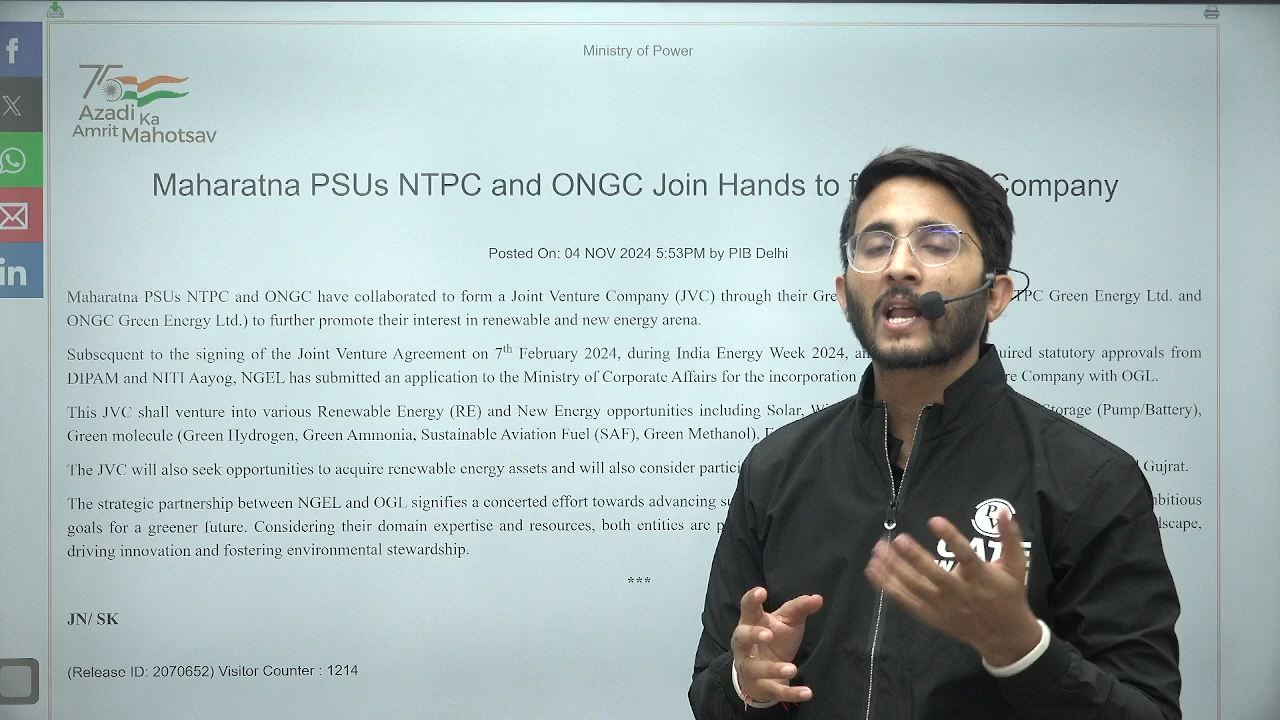 Ministry of Power
75
Azadi Ka
Amrit Mahotsav
Maharatna PSUs NTPC and ONGC Join Hands to Company
Posted On: 04 NOV 2024 5:53PM by PIB Delhi
Maharatna PSUs NTPC and ONGC have collaborated to form a Joint Venture Company (JVC) through their Green Energy Ltd. and
ONGC Green Energy Ltd.) to further promote their interest in renewable and new energy arena.
Subsequent to the signing of the Joint Venture Agreement on 7th February 2024, during India Energy Week 2024, statutory approvals from
DIPAM and NITI Aayog, NGEL has submitted an application to the Ministry of Corporate Affairs for the incorporation Company with OGL.
This JVC shall venture into various Renewable Energy (RE) and New Energy opportunities including Solar, Storage (Pump/Battery),
Green molecule (Green Hydrogen, Green Ammonia, Sustainable Aviation Fuel (SAF), Green Methanol),
The JVC will also seek opportunities to acquire renewable energy assets and will also consider Gujrat.
The strategic partnership between NGEL and OGL signifies a concerted effort towards advancing
goals for a greener future. Considering their domain expertise and resources, both entities are
driving innovation and fostering environmental stewardship.
***
JN/ SK
(Release ID: 2070652) Visitor Counter : 1214
f
X
in
PW